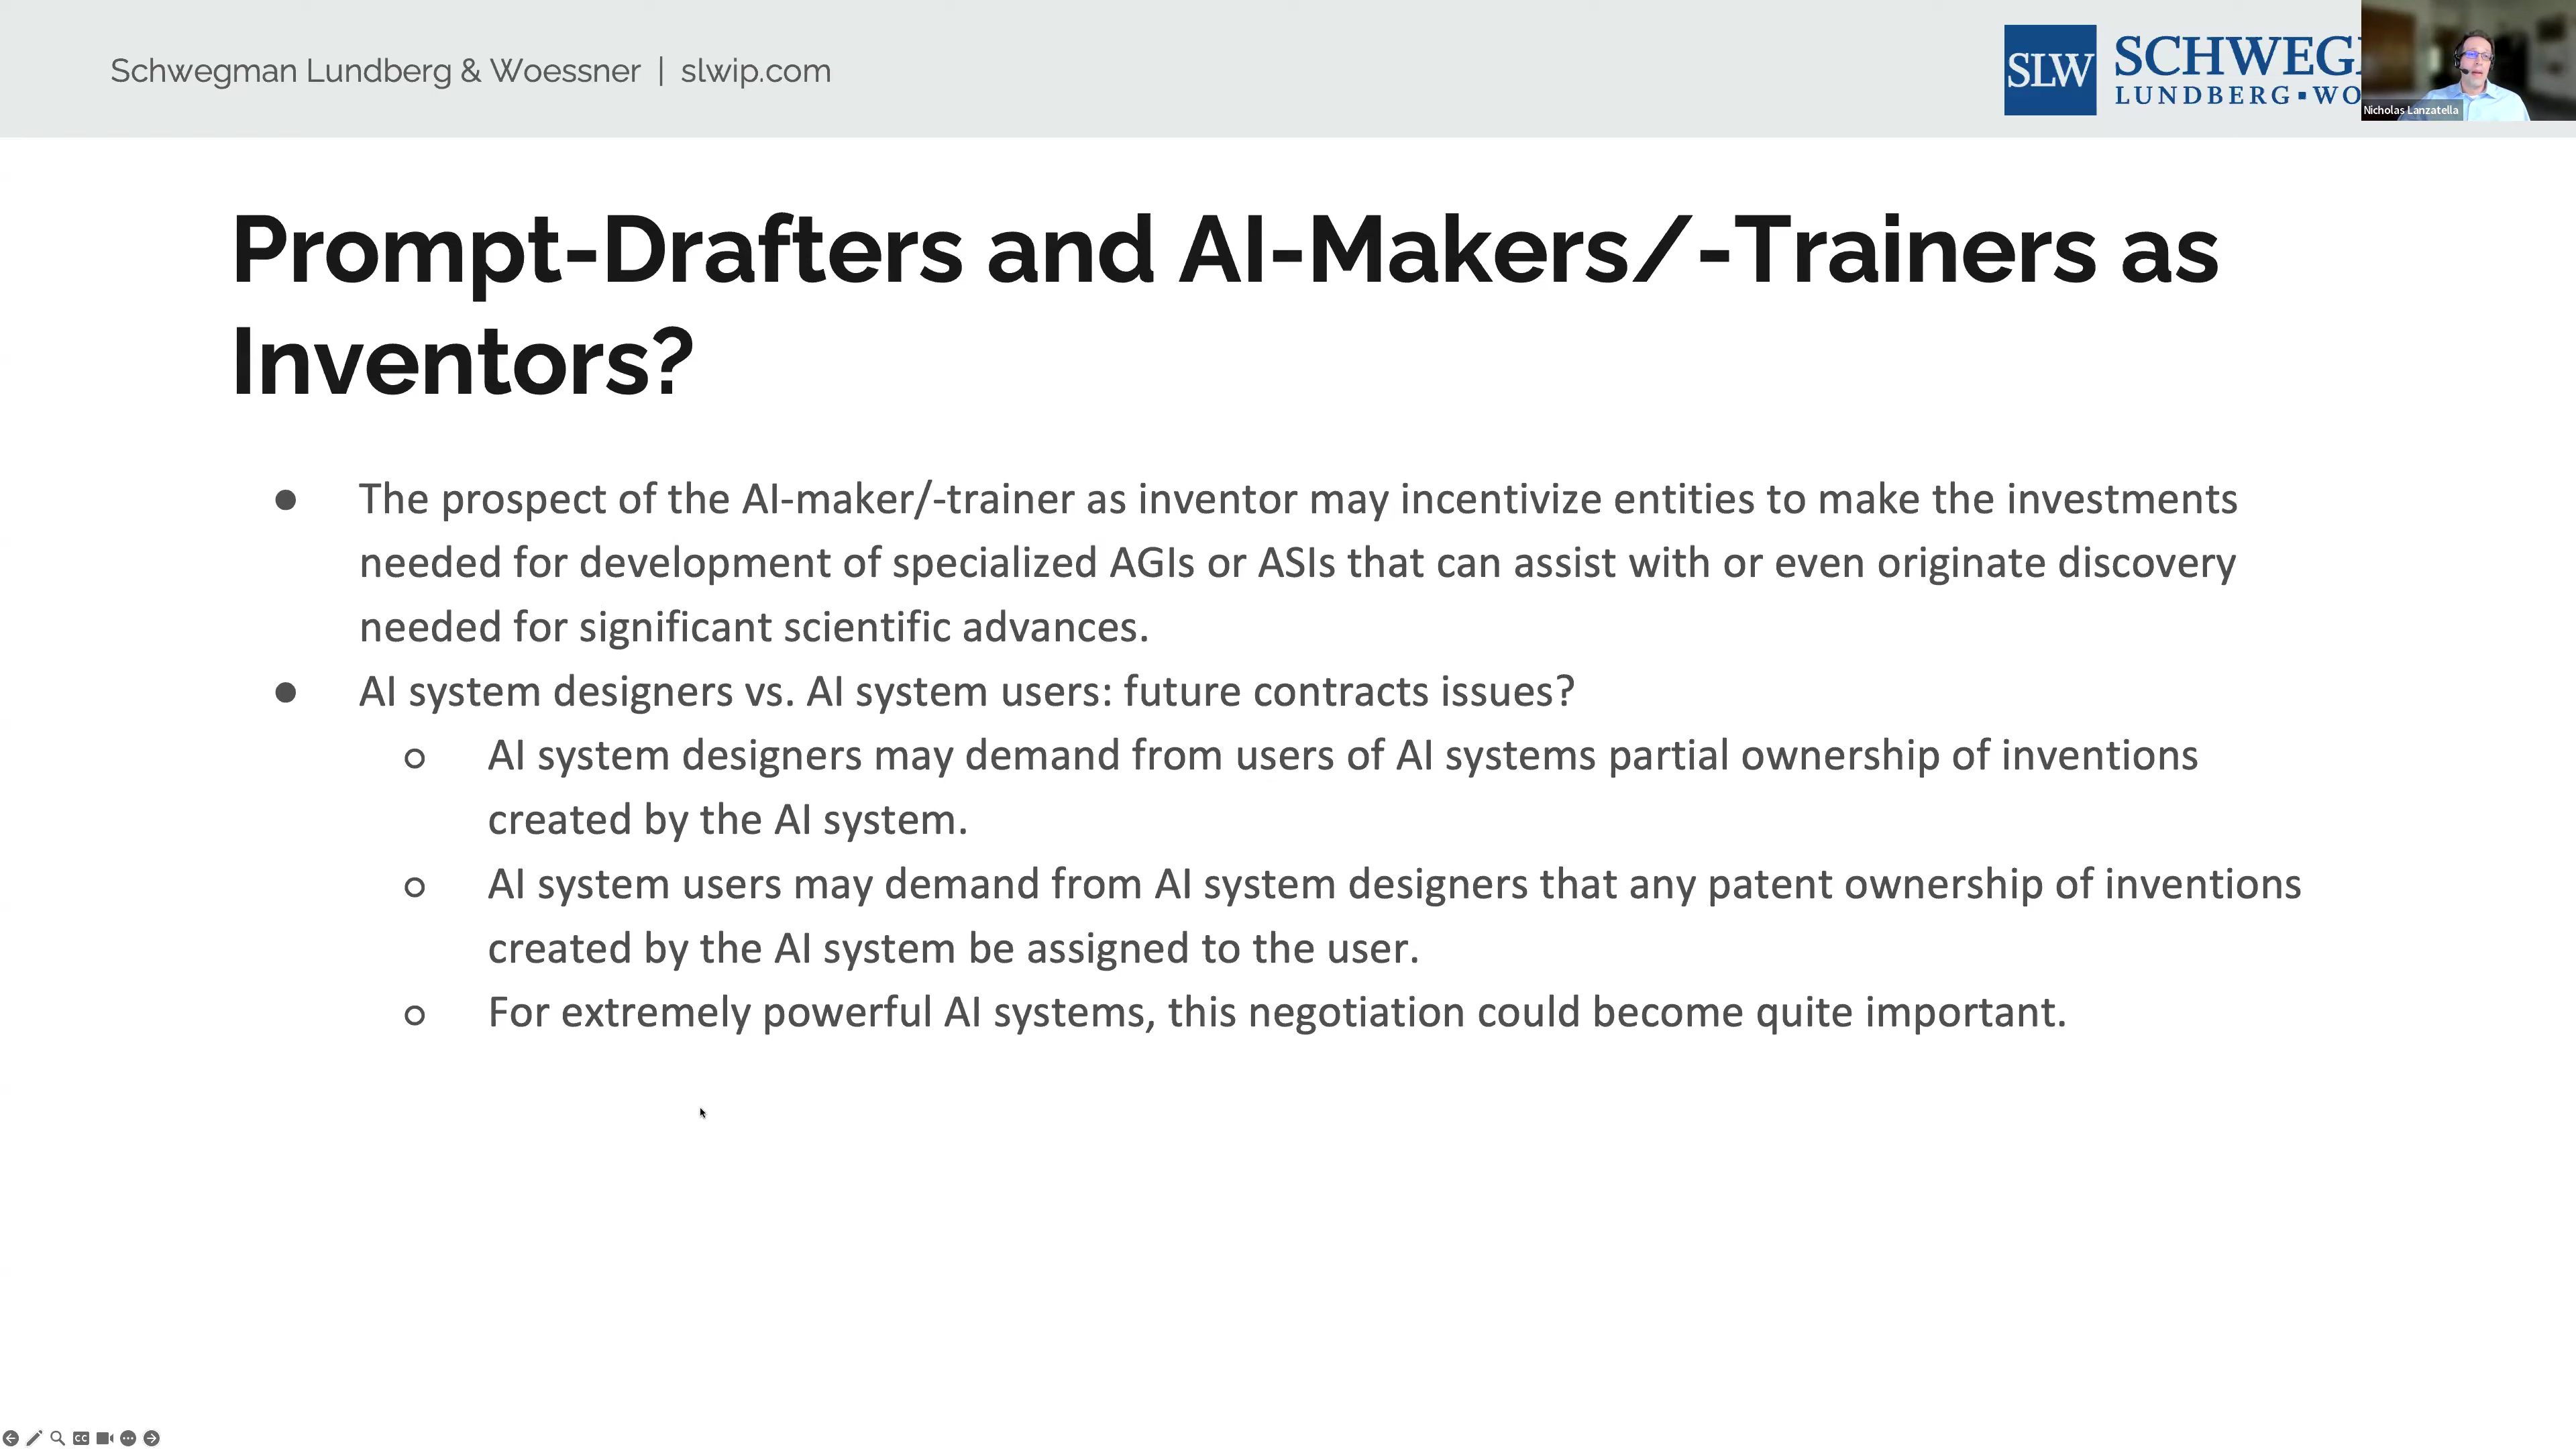 Schwegman Lundberg & Woessner | slwip.com
SLW
SCHWEG
LUNDBERG▪WO
Nicholas Lanzatella
Prompt-Drafters and AI-Makers/-Trainers as
Inventors?
● The prospect of the AI-maker/-trainer as inventor may incentivize entities to make the investments
needed for development of specialized AGIs or ASIs that can assist with or even originate discovery
needed for significant scientific advances.
● AI system designers vs. AI system users: future contracts issues?
○ AI system designers may demand from users of AI systems partial ownership of inventions
created by the AI system.
○ AI system users may demand from AI system designers that any patent ownership of inventions
created by the AI system be assigned to the user.
○ For extremely powerful AI systems, this negotiation could become quite important.
CC